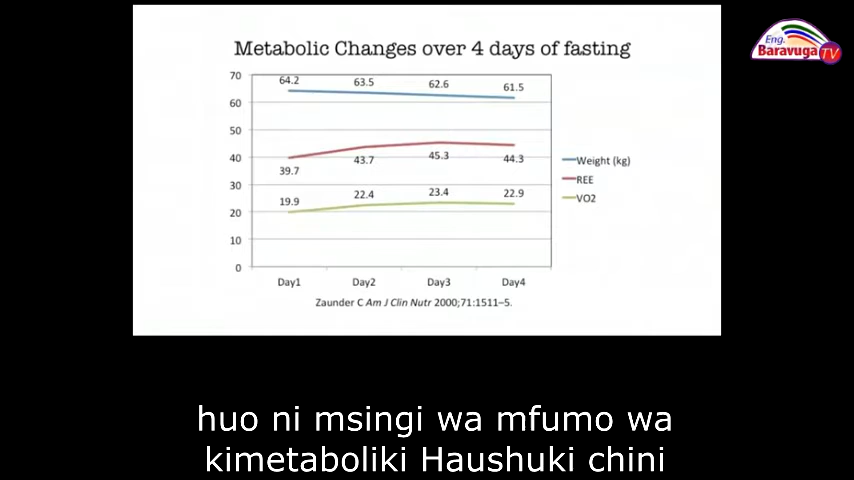 Metabolic Changes over 4 days of fasting
Eng.
Baravuga TV
70
60
50
40
30
20
10
0
64.2
63.5
62.6
61.5
39.7
43.7
45.3
44.3
19.9
22.4
23.4
22.9
Weight (kg)
REE
VO2
Day1
Day2
Day3
Day4
Zaunder C Am J Clin Nutr 2000;71:1511–5.
huo ni msingi wa mfumo wa
kimetaboliki Haushuki chini